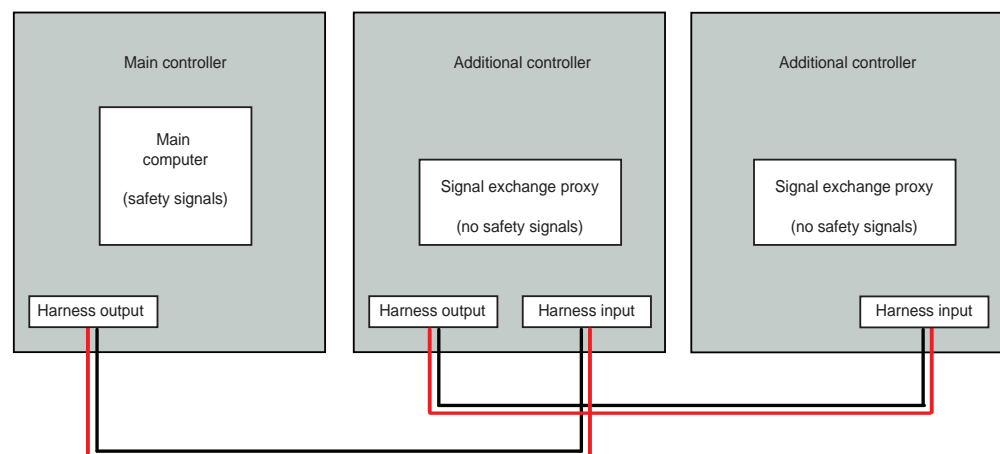 Main controller
Additional controller
Additional controller
Main
computer
(safety signals)
Signal exchange proxy
(no safety signals)
Signal exchange proxy
(no safety signals)
Harness output
Harness output
Harness input
Harness input